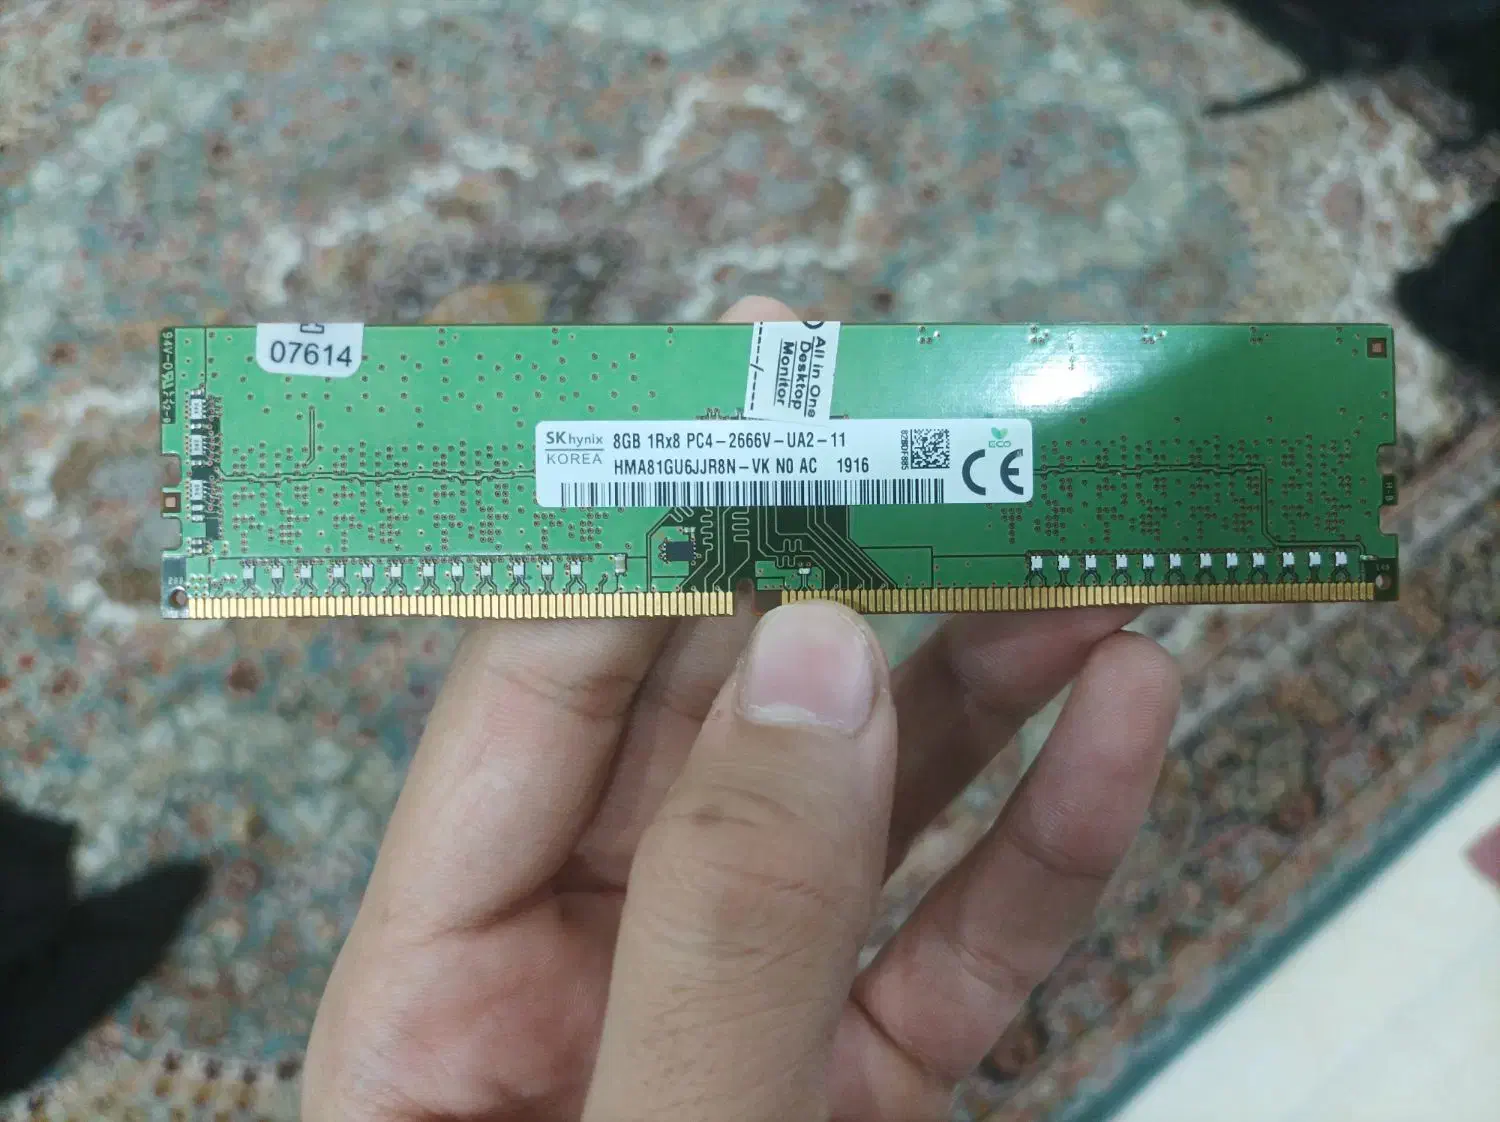 07614
All in One
Desktop
Monitor
SK hynix
KOREA
8GB 1Rx8 PC4-2666V-UA2-11
HMA81GU6JJR8N-VK N0 AC 1916
ECO
CE